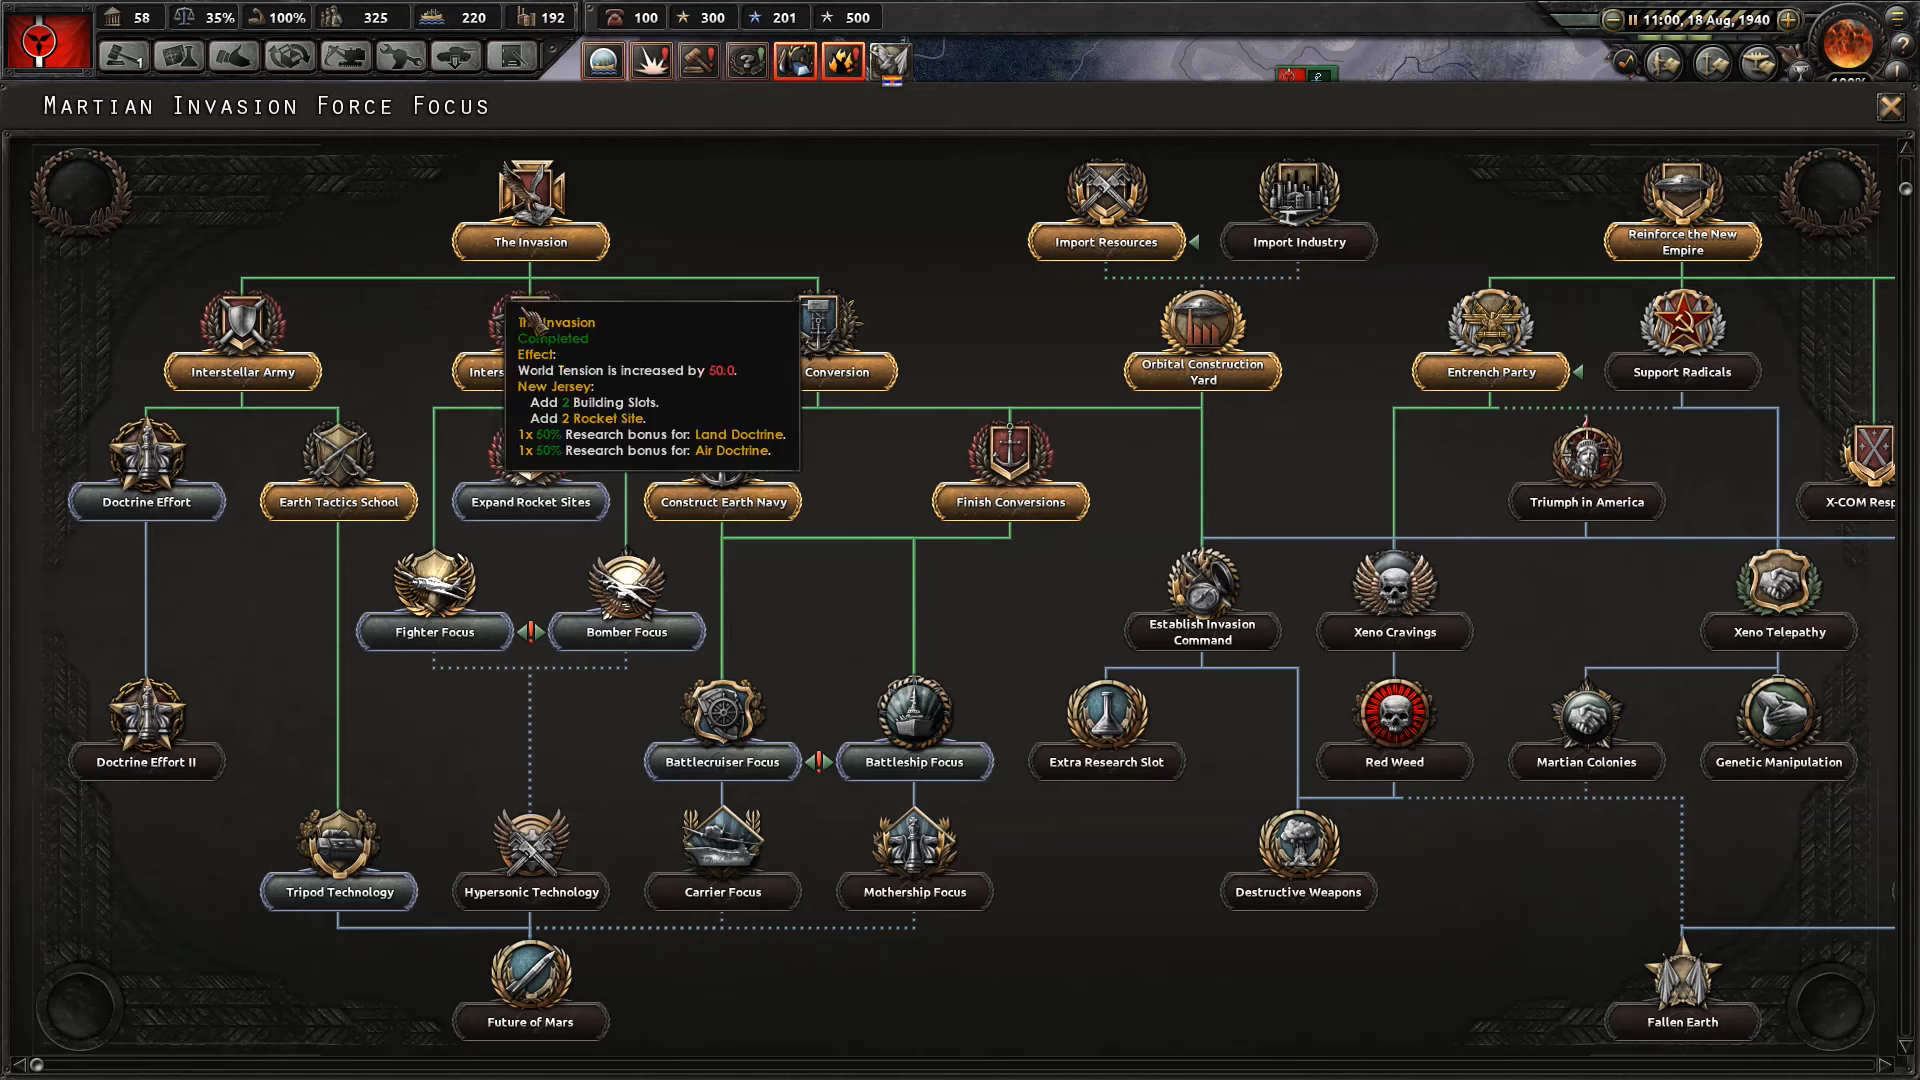 58
35%
100%
325
220
192
100
300
201
500
11:00, 18 Aug, 1940
1
?
?
Martian Invasion Force Focus
The Invasion
Import Resources
Import Industry
Reinforce the New
Empire
Interstellar Army
Conversion
Orbital Construction
Yard
Entrench Party
Support Radicals
Completed
Effect:
World Tension is increased by 50.0.
New Jersey:
Add 2 Building Slots.
Add 2 Rocket Site.
1x 50% Research bonus for: Land Doctrine.
1x 50% Research bonus for: Air Doctrine.
Doctrine Effort
Earth Tactics School
Expand Rocket Sites
Construct Earth Navy
Finish Conversions
Triumph in America
X-COM Resp
Fighter Focus
Bomber Focus
Establish Invasion
Command
Xeno Cravings
Xeno Telepathy
Doctrine Effort II
Battlecruiser Focus
Battleship Focus
Extra Research Slot
Red Weed
Martian Colonies
Genetic Manipulation
Tripod Technology
Hypersonic Technology
Carrier Focus
Mothership Focus
Destructive Weapons
Future of Mars
Fallen Earth